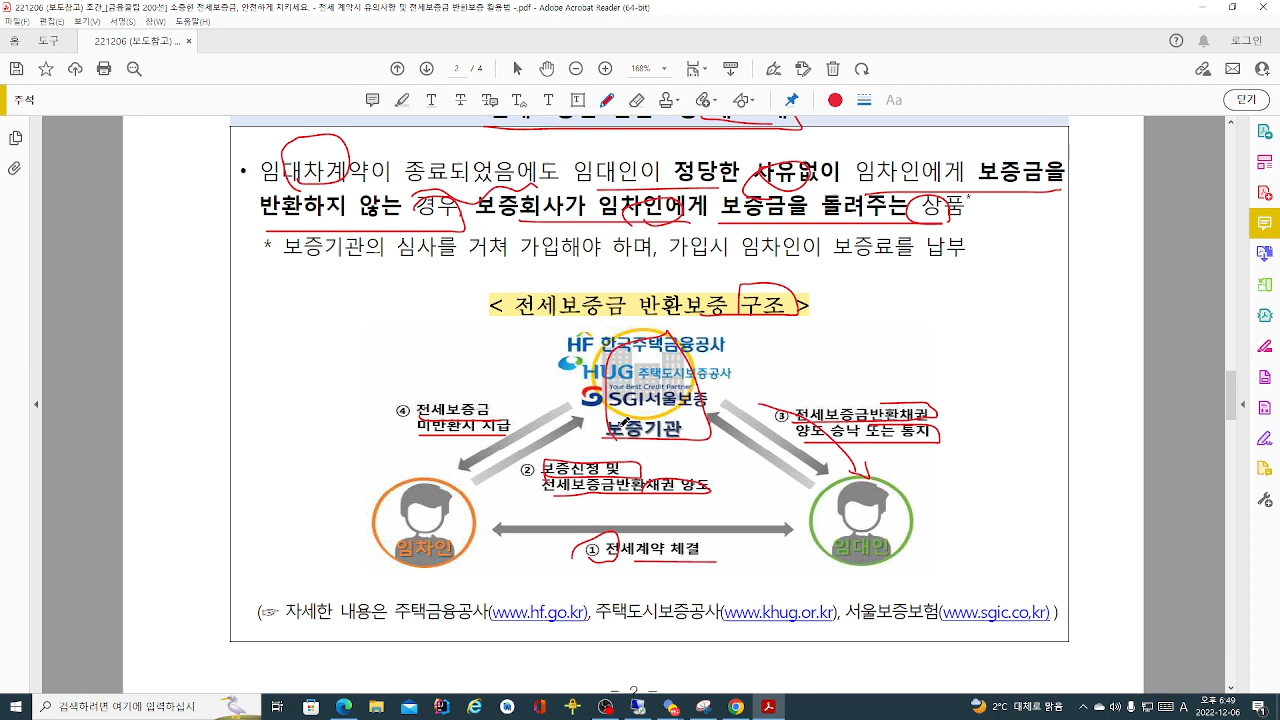 221206 (보도참고) 조간_[금융꿀팁 200선] 소중한 전세보증금, 안전하게 지키세요. - 전세 계약시 유의사항 및 전세보증금 반환보증 활용법 -.pdf - Adobe Acrobat Reader (64-bit)
파일(F) 편집(E) 보기(V) 서명(S) 창(W) 도움말(H)
홈 도구 221206 (보도참고) ... × 로그인
2 / 4 168%
주석 Aa 닫기
• 임대차계약이 종료되었음에도 임대인이 정당한 사유없이 임차인에게 보증금을
반환하지 않는 경우, 보증회사가 임차인에게 보증금을 돌려주는 상품*
* 보증기관의 심사를 거쳐 가입해야 하며, 가입시 임차인이 보증료를 납부
< 전세보증금 반환보증 구조 >
HF 한국주택금융공사
HUG 주택도시보증공사
Your Best Credit Partner
SGI서울보증
보증기관
④ 전세보증금
미반환시 지급
③ 전세보증금반환채권
양도 승낙 또는 통지
② 보증신청 및
전세보증금반환채권 양도
임차인
① 전세계약 체결
임대인
(☞ 자세한 내용은 주택금융공사(www.hf.go.kr), 주택도시보증공사(www.khug.or.kr), 서울보증보험(www.sgic.co,kr) )
검색하려면 여기에 입력하십시오
2℃ 대체로 맑음
A
오후 6:49
2022-12-06